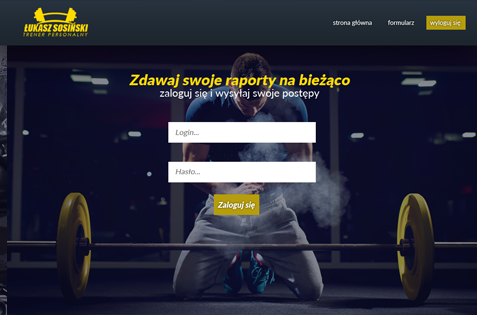 ŁUKASZ SOSIŃSKI
TRENER PERSONALNY
strona główna
formularz
wyloguj się
Zdawaj swoje raporty na bieżąco
zaloguj się i wysyłaj swoje postępy
Login...
Hasło...
Zaloguj się